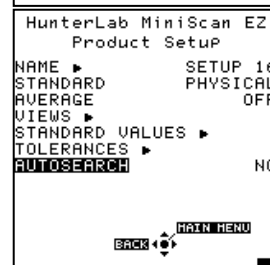 HunterLab MiniScan EZ
Product Setup
NAME ► SETUP 16
STANDARD PHYSICAL
AVERAGE OFF
VIEWS ►
STANDARD VALUES ►
TOLERANCES ►
AUTOSEARCH NO
MAIN MENU
BACK